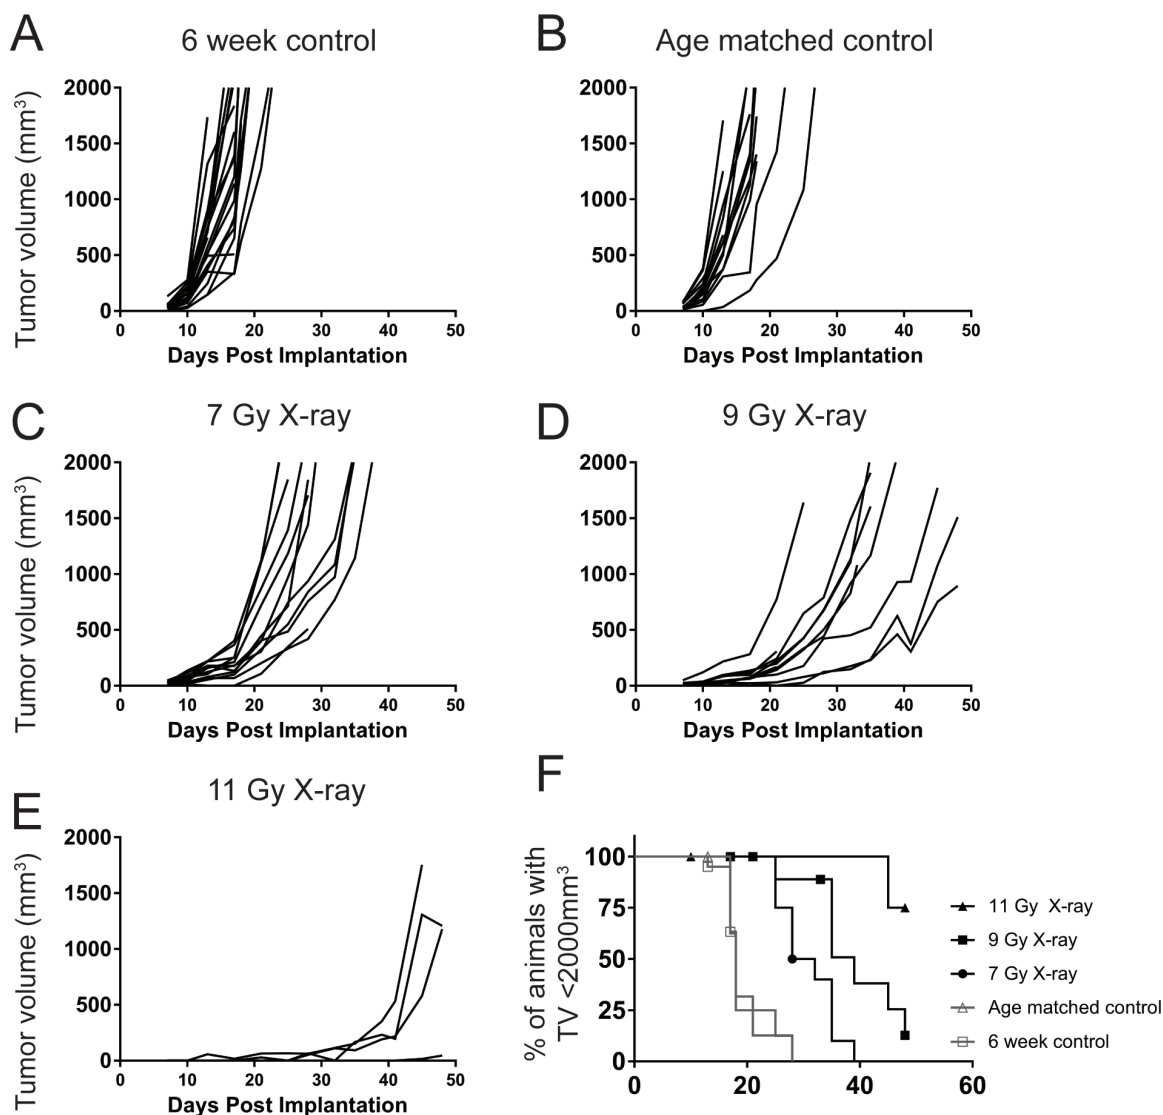 A
6 week control
Tumor volume (mm³)
2000
1500
1000
500
0
0 10 20 30 40 50
Days Post Implantation
B
Age matched control
2000
1500
1000
500
0
0 10 20 30 40 50
Days Post Implantation
C
7 Gy X-ray
Tumor volume (mm³)
2000
1500
1000
500
0
0 10 20 30 40 50
Days Post Implantation
D
9 Gy X-ray
2000
1500
1000
500
0
0 10 20 30 40 50
Days Post Implantation
E
11 Gy X-ray
Tumor volume (mm³)
2000
1500
1000
500
0
0 10 20 30 40 50
Days Post Implantation
F
% of animals with
TV <2000mm³
100
75
50
25
0
0 20 40 60
11 Gy X-ray
9 Gy X-ray
7 Gy X-ray
Age matched control
6 week control